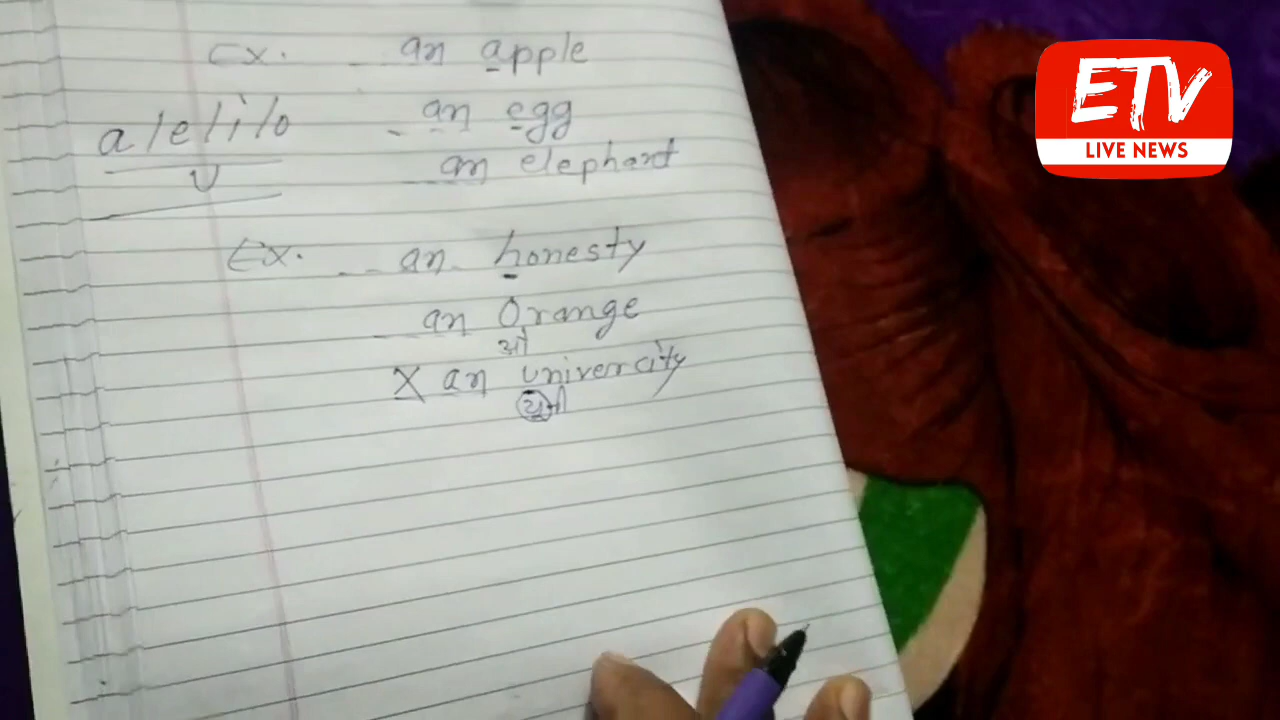 Ex. an apple
a/e/i/o
U
an egg
an elephant
Ex. an honesty
an Orange
ओ
X an univercity
यूनी
ETV
LIVE NEWS